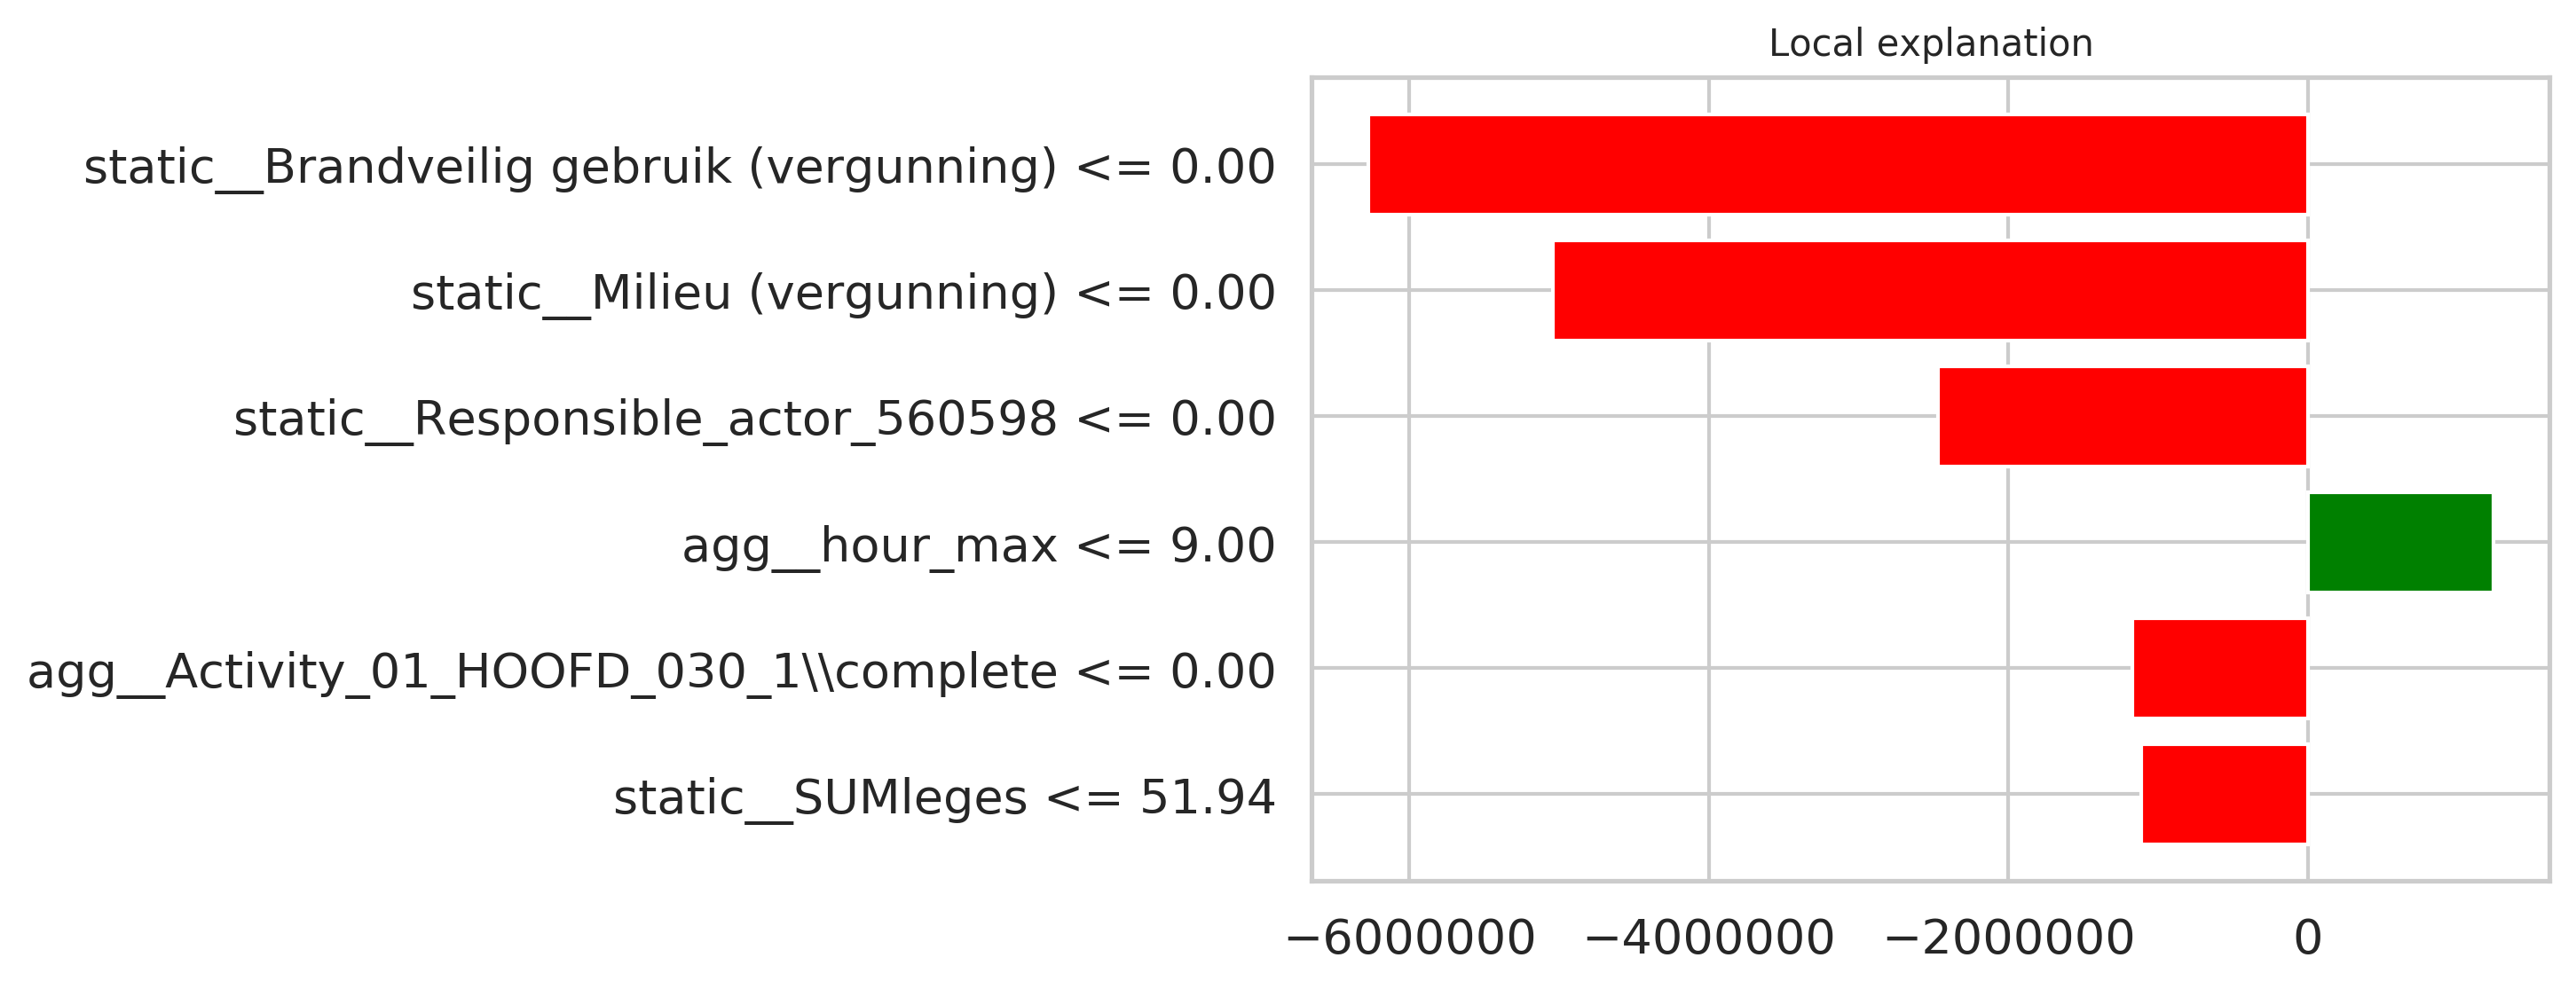 Local explanation
static__Brandveilig gebruik (vergunning) <= 0.00
static__Milieu (vergunning) <= 0.00
static__Responsible_actor_560598 <= 0.00
agg__hour_max <= 9.00
agg__Activity_01_HOOFD_030_1\\complete <= 0.00
static__SUMleges <= 51.94
−6000000 −4000000 −2000000 0